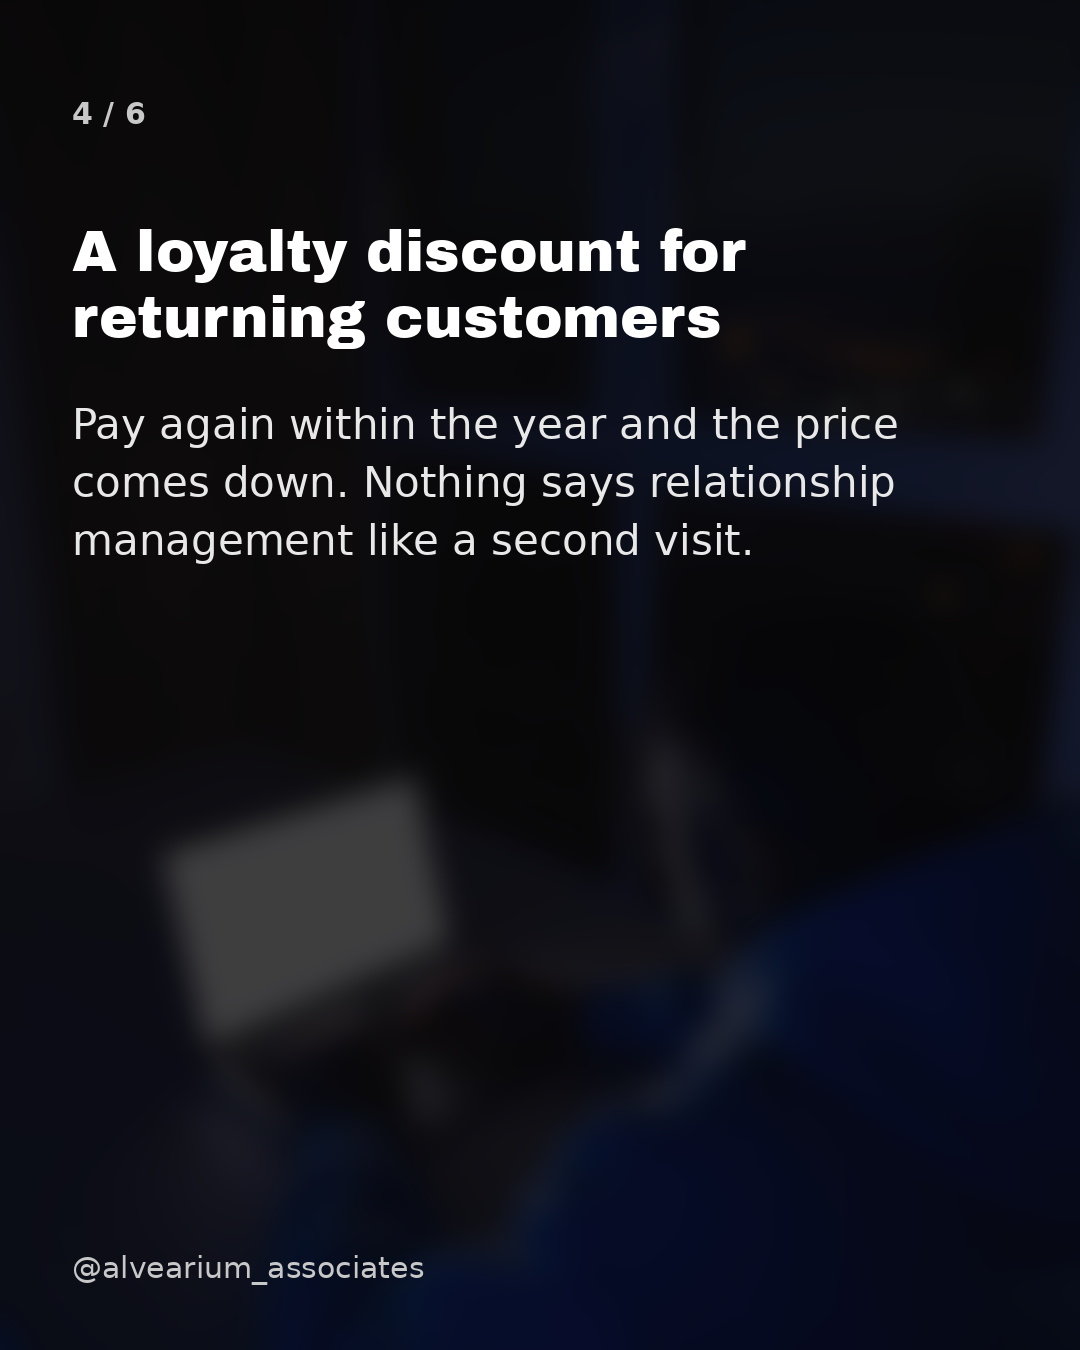 4 / 6
A loyalty discount for
returning customers
Pay again within the year and the price
comes down. Nothing says relationship
management like a second visit.
@alvearium_associates